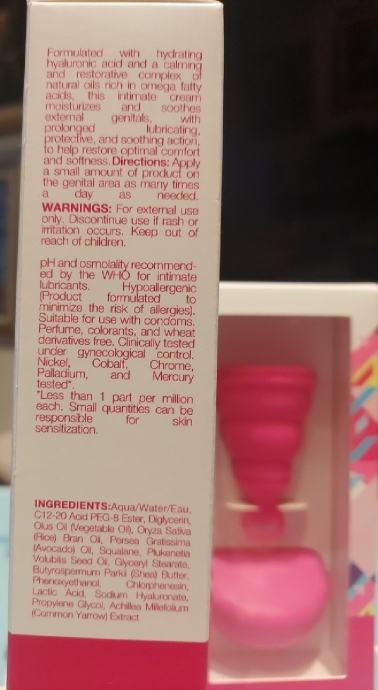 Formulated with hydrating
hyaluronic acid and a calming
and restorative complex of
natural oils rich in omega fatty
acids, this intimate cream
moisturizes and soothes
external genitals, with
prolonged lubricating,
protective, and soothing action,
to help restore optimal comfort
and softness. Directions: Apply
a small amount of product on
the genital area as many times
a day as needed.
WARNINGS: For external use
only. Discontinue use if rash or
irritation occurs. Keep out of
reach of children.
pH and osmolality recommend-
ed by the WHO for intimate
lubricants. Hypoallergenic
(Product formulated to
minimize the risk of allergies).
Suitable for use with condoms.
Perfume, colorants, and wheat
derivatives free. Clinically tested
under gynecological control.
Nickel, Cobalt, Chrome,
Palladium, and Mercury
tested*.
*Less than 1 part per million
each. Small quantities can be
responsible for skin
sensitization.
INGREDIENTS:Aqua/Water/Eau,
C12-20 Acid PEG-8 Ester, Diglycerin,
Olus Oil (Vegetable Oil), Oryza Sativa
(Rice) Bran Oil, Persea Gratissima
(Avocado) Oil, Squalane, Plukenetia
Volubilis Seed Oil, Glyceryl Stearate,
Butyrospermum Parkii (Shea) Butter,
Phenoxyethanol, Chlorphenesin,
Lactic Acid, Sodium Hyaluronate,
Propylene Glycol, Achillea Millefolium
(Common Yarrow) Extract